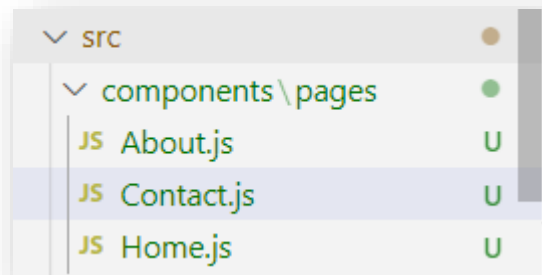 src
components\pages
JS About.js U
JS Contact.js U
JS Home.js U